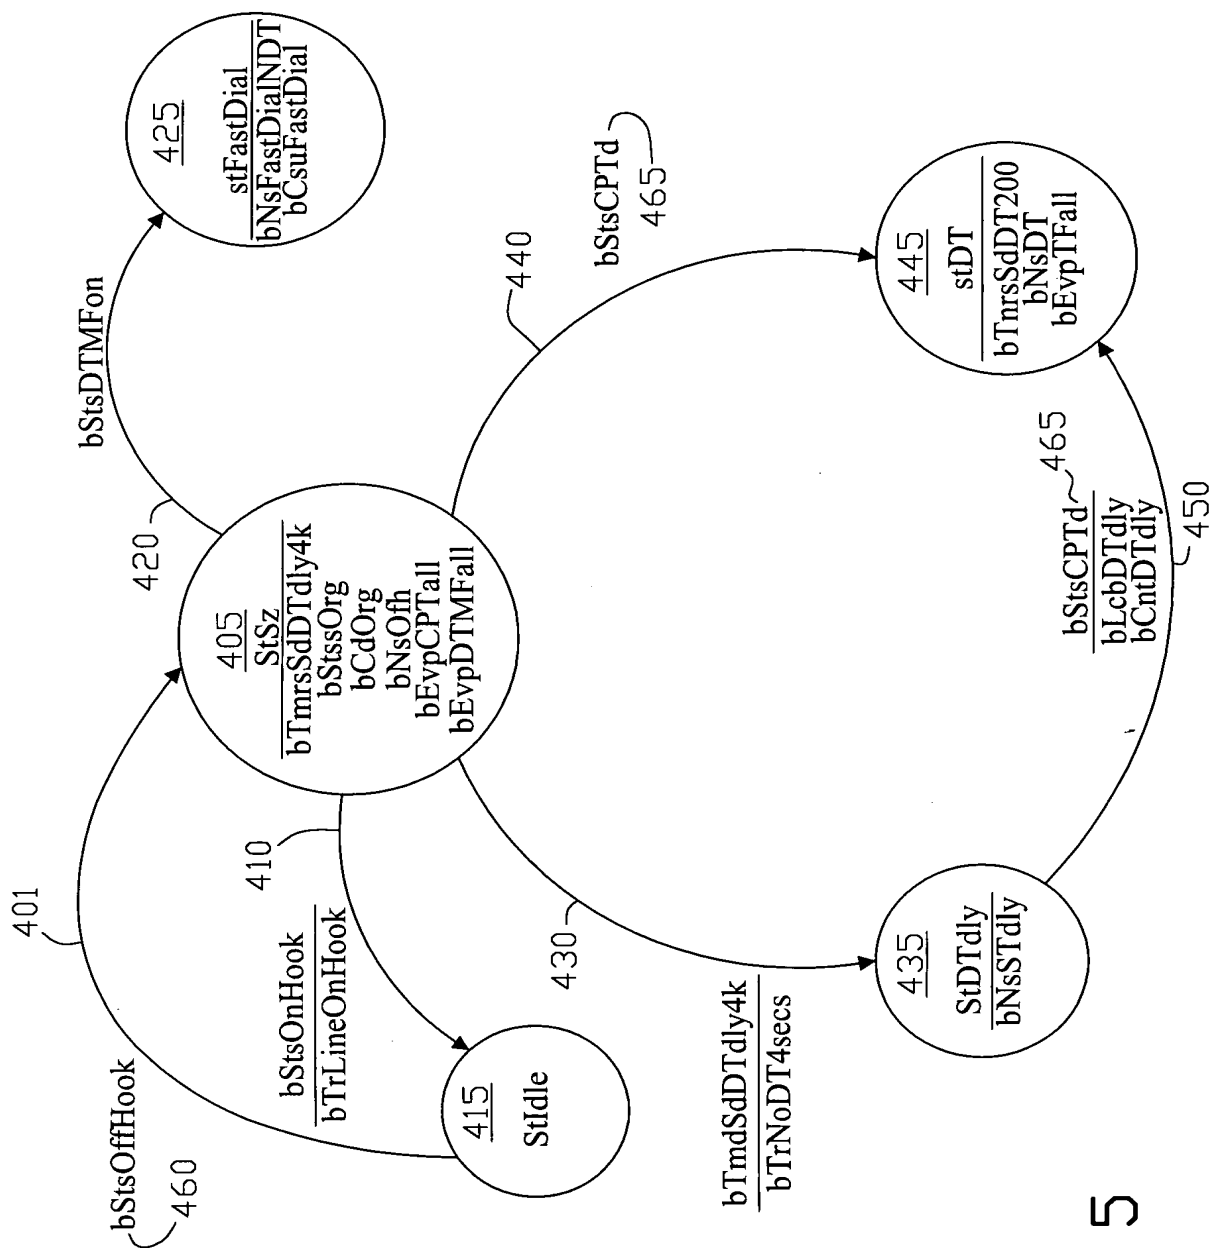 401
bStsOffHook
460
bStsOnHook
bTrLineOnHook
410
415
StIdle
405
StSz
bTmrsSdDTdly4k
bStssOrg
bCdOrg
bNsOfh
bEvpCPTall
bEvpDTMFall
420
bStsDTMFon
425
stFastDial
bNsFastDialNDT
bCsuFastDial
430
bTmdSdDTdly4k
bTrNoDT4secs
435
StDTdly
bNsSTdly
440
bStsCPTd
465
445
stDT
bTnrsSdDT200
bNsDT
bEvpTFall
bStsCPTd
465
bLcbDTdly
bCntDTdly
450
5